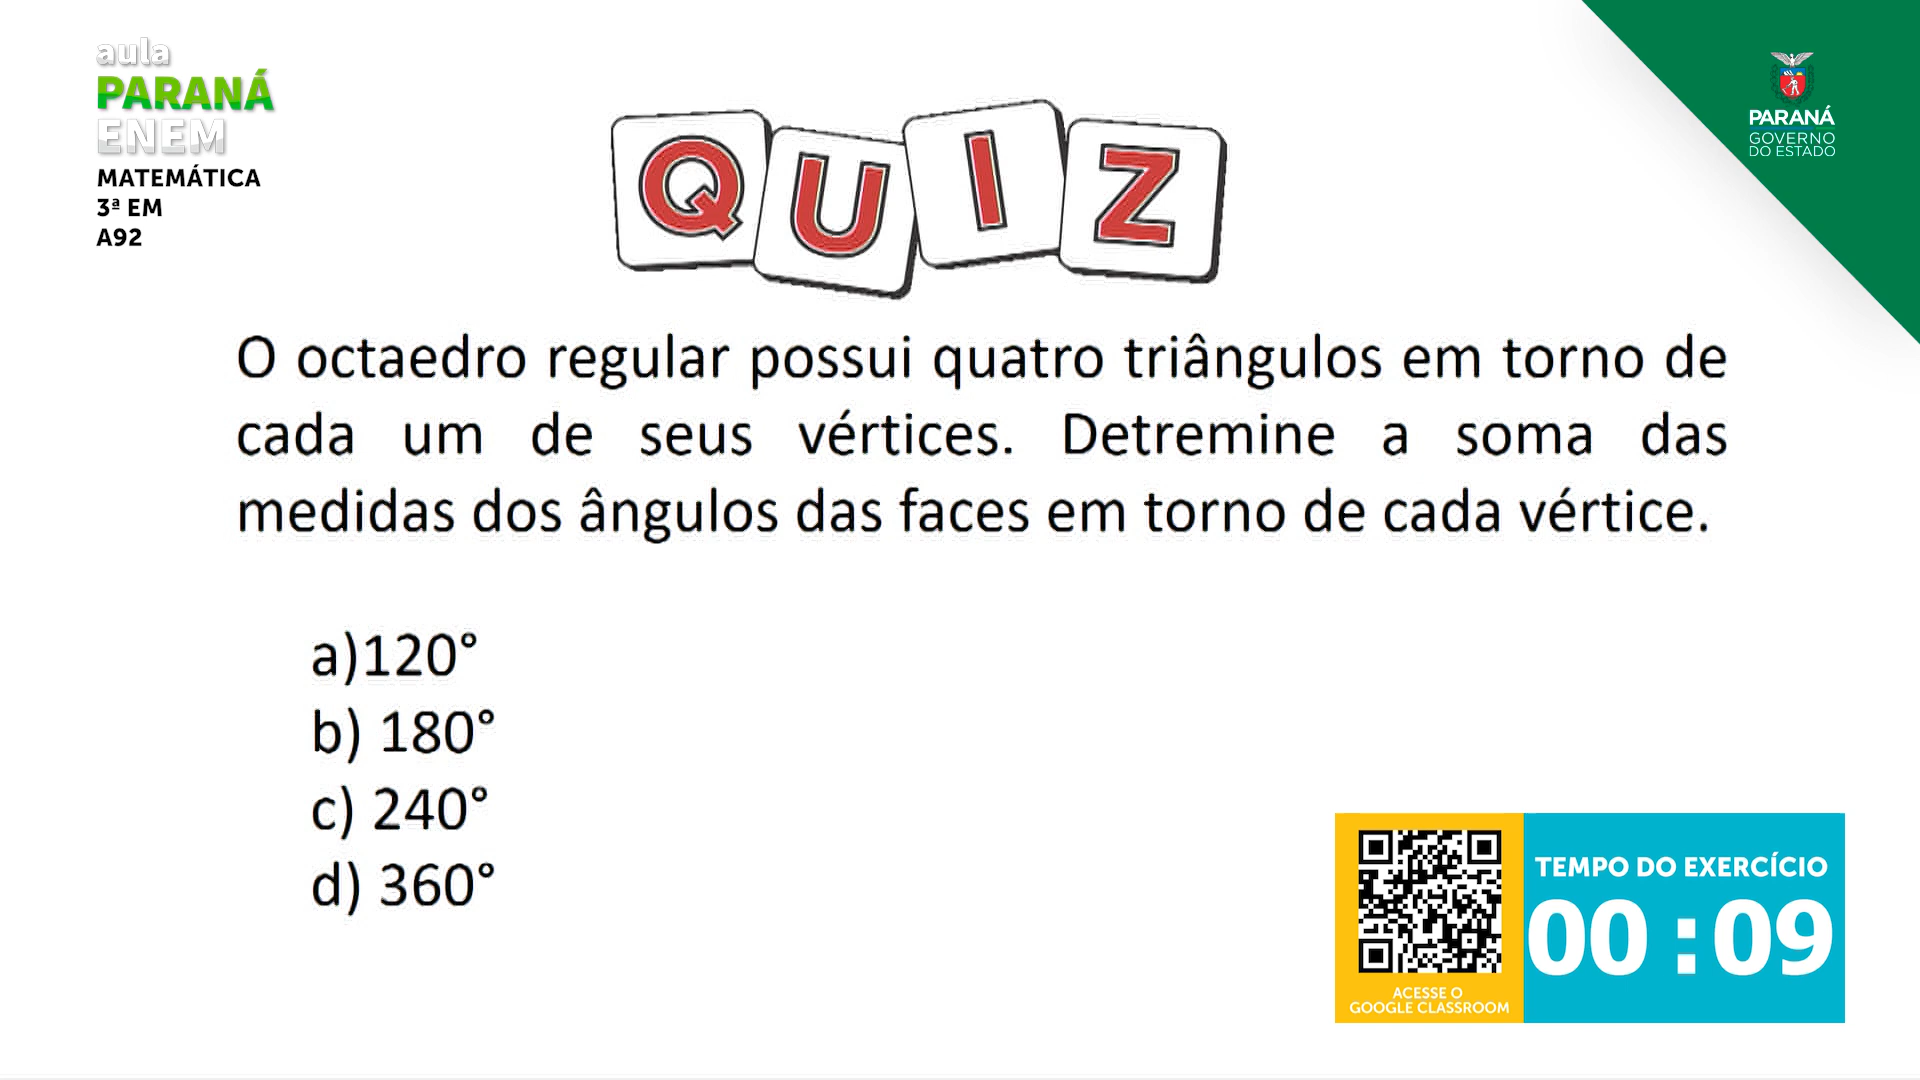 aula
PARANÁ
ENEM
MATEMÁTICA
3ª EM
A92
QUIZ
PARANÁ
GOVERNO
DO ESTADO
O octaedro regular possui quatro triângulos em torno de
cada um de seus vértices. Detremine a soma das
medidas dos ângulos das faces em torno de cada vértice.
a)120°
b) 180°
c) 240°
d) 360°
ACESSE O
GOOGLE CLASSROOM
TEMPO DO EXERCÍCIO
00 : 09